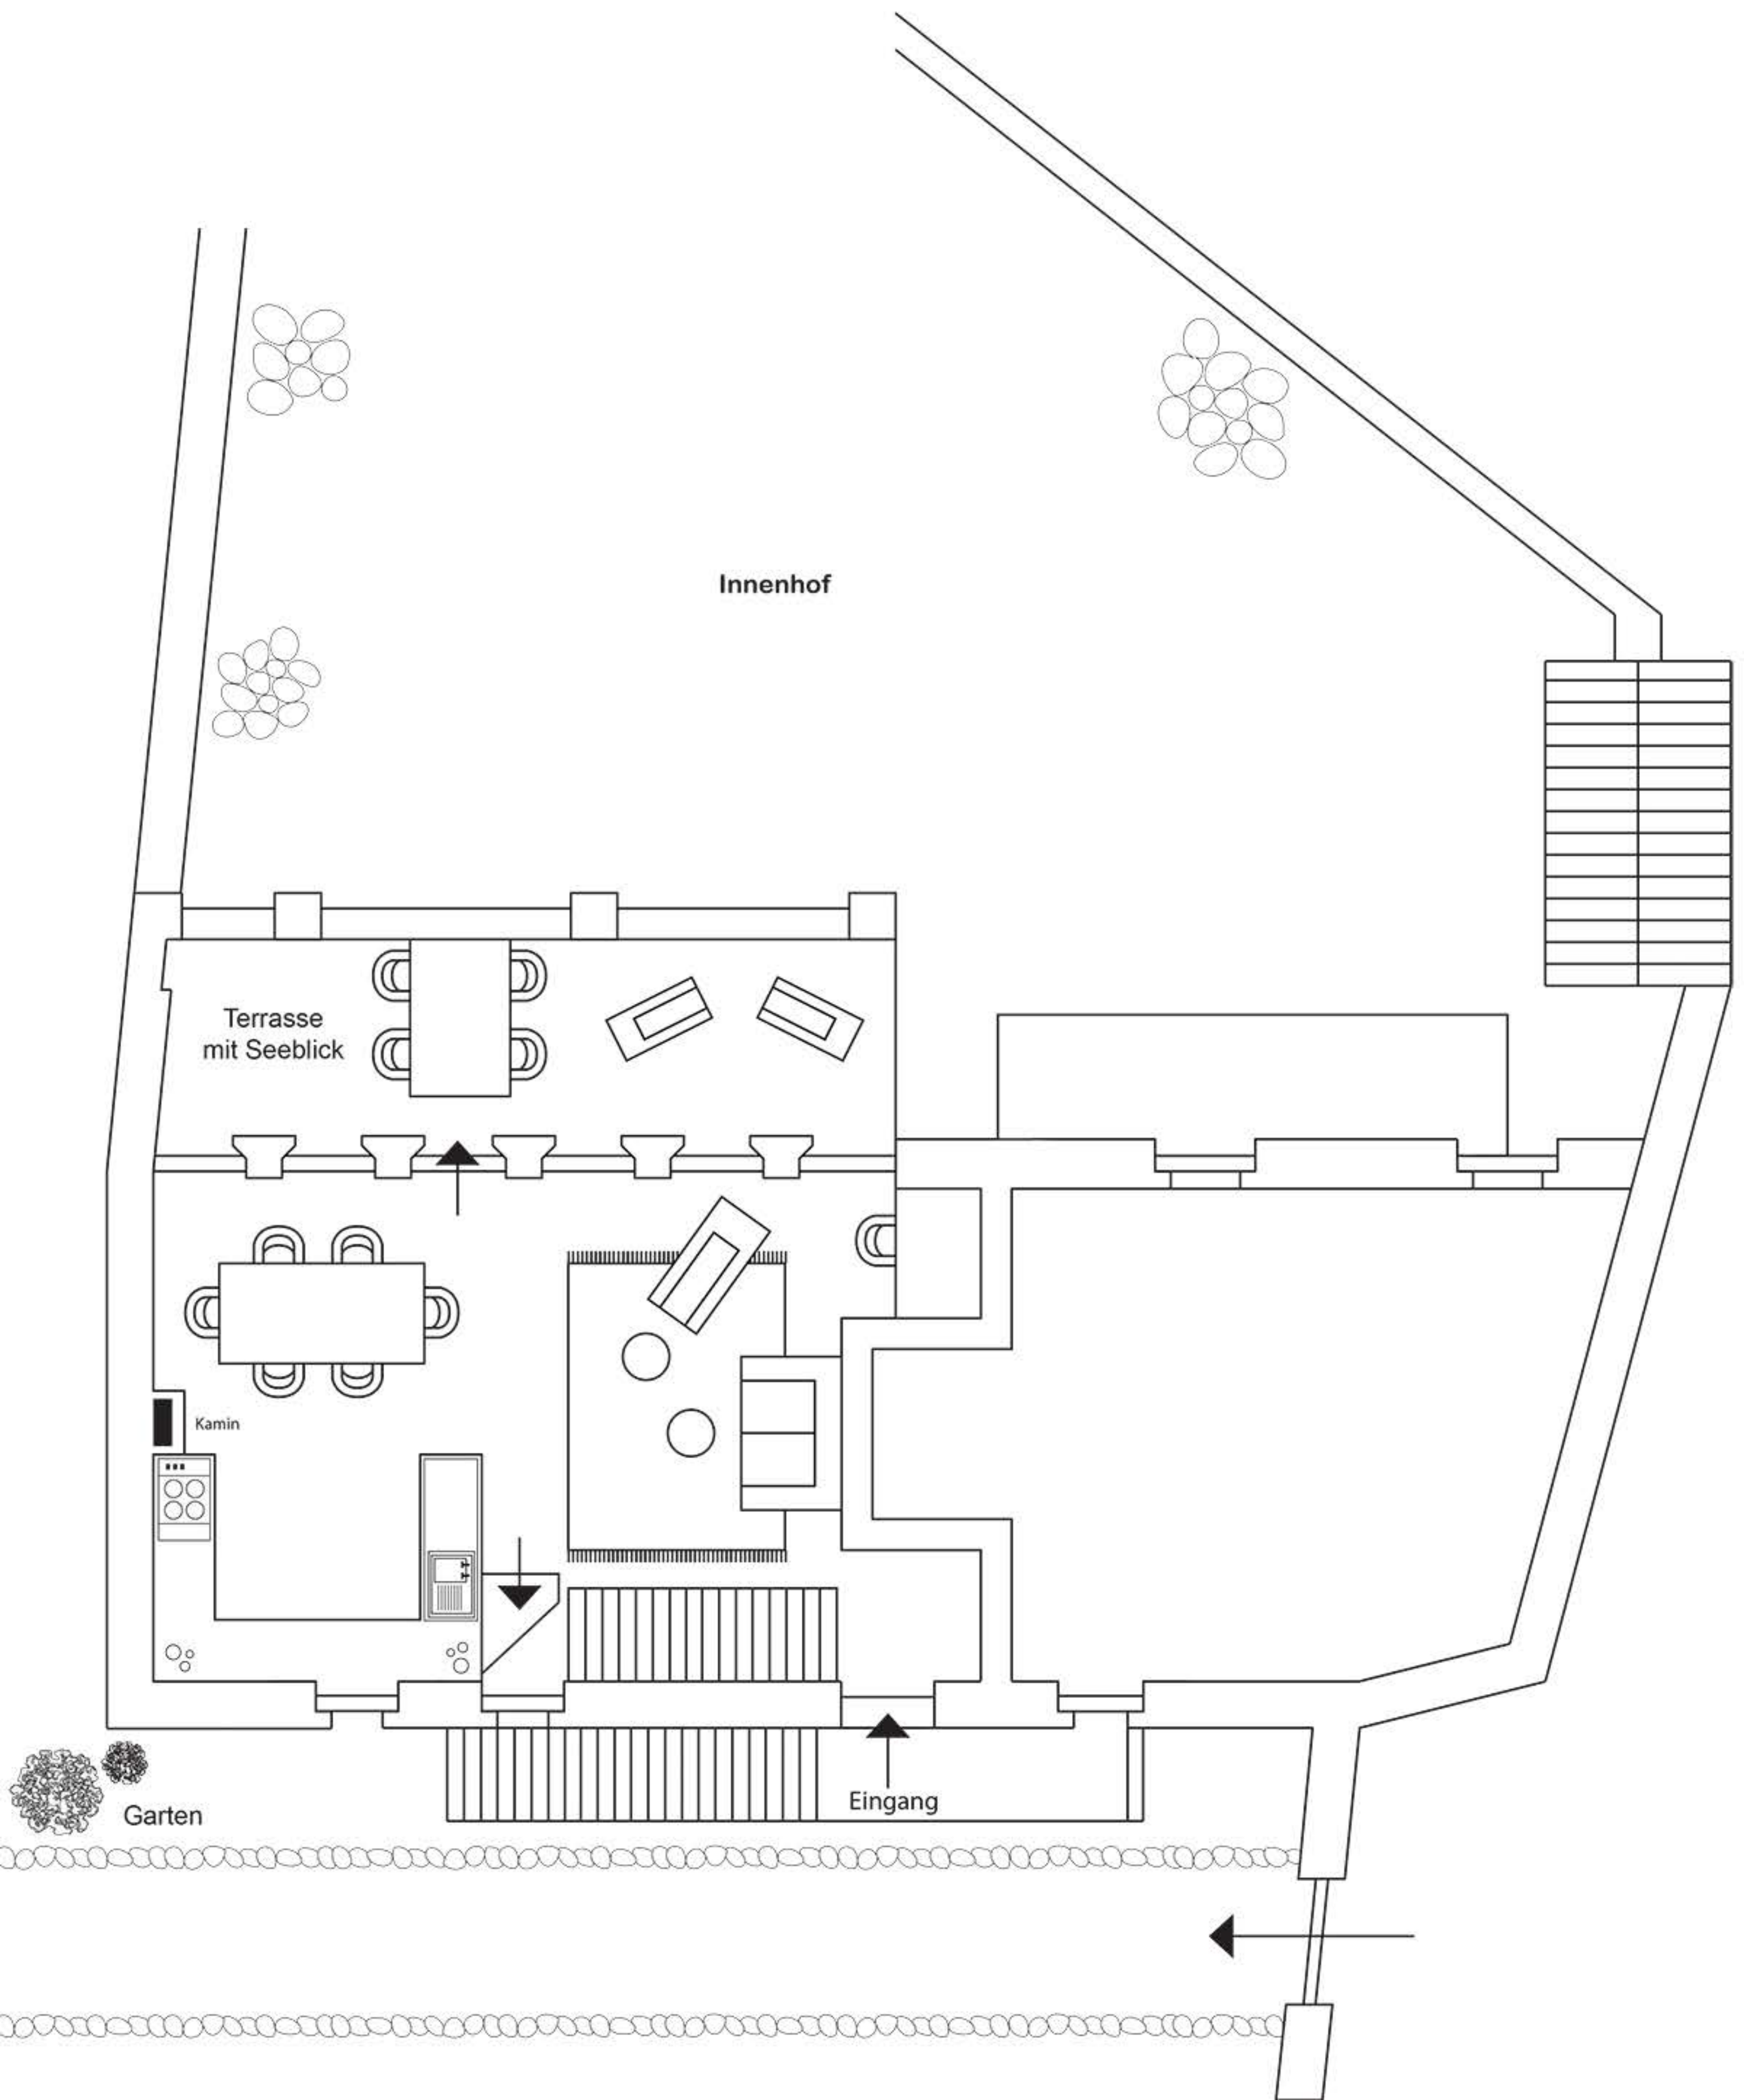 Innenhof
Terrasse
mit Seeblick
Kamin
Eingang
Garten